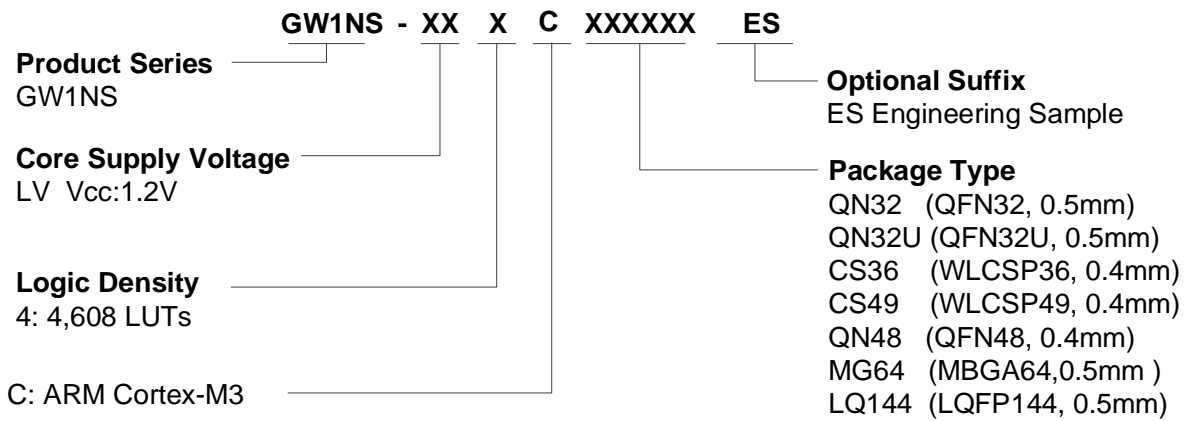 GW1NS - XX X C XXXXXX ES
Product Series
GW1NS
Core Supply Voltage
LV Vcc:1.2V
Logic Density
4: 4,608 LUTs
C: ARM Cortex-M3
Optional Suffix
ES Engineering Sample
Package Type
QN32 (QFN32, 0.5mm)
QN32U (QFN32U, 0.5mm)
CS36 (WLCSP36, 0.4mm)
CS49 (WLCSP49, 0.4mm)
QN48 (QFN48, 0.4mm)
MG64 (MBGA64,0.5mm )
LQ144 (LQFP144, 0.5mm)